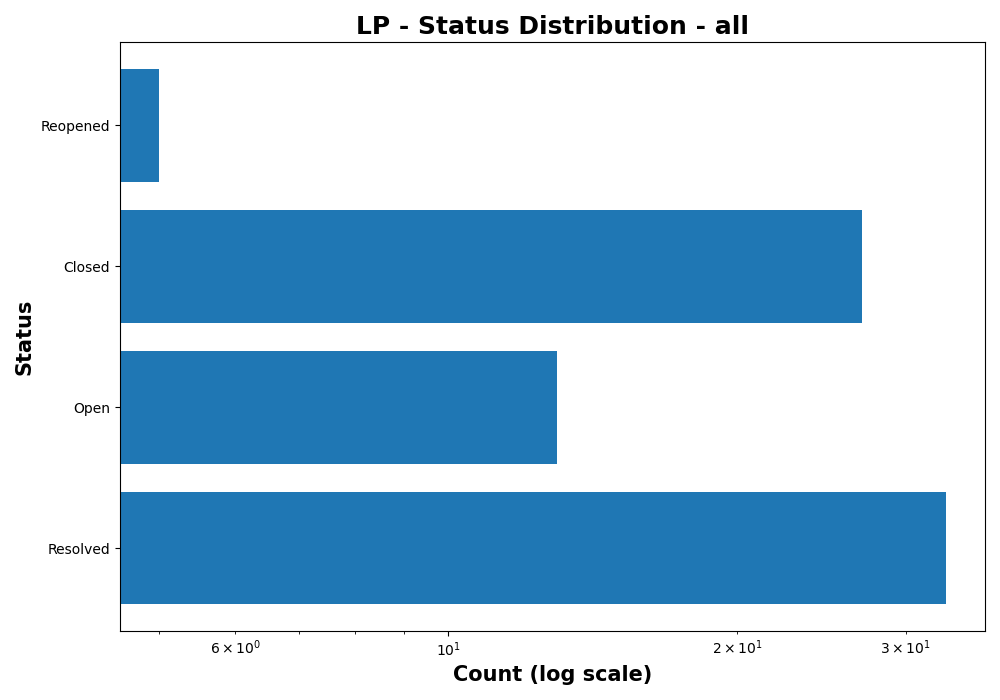 LP - Status Distribution - all
Reopened
Closed
Open
Resolved
Status
6 × 10⁰
10¹
2 × 10¹
3 × 10¹
Count (log scale)